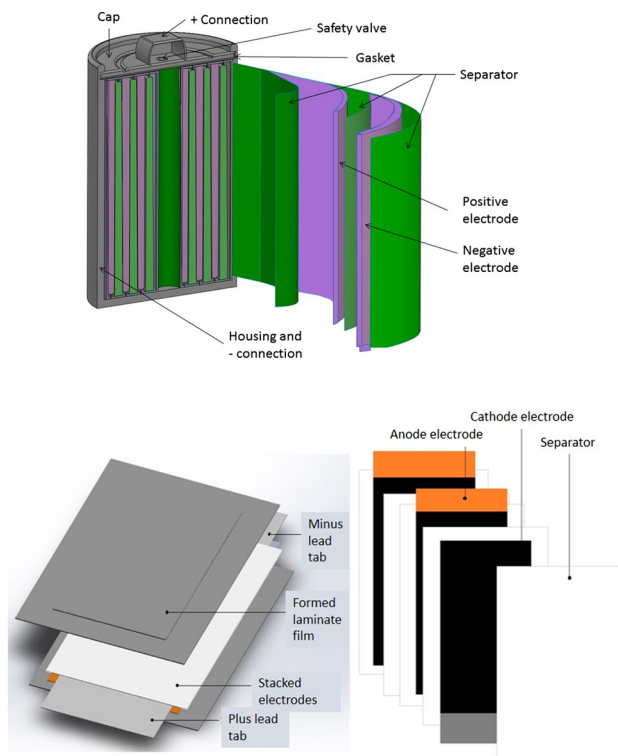 Cap
+ Connection
Safety valve
Gasket
Separator
Positive
electrode
Negative
electrode
Housing and
- connection
Minus
lead
tab
Formed
laminate
film
Stacked
electrodes
Plus lead
tab
Cathode electrode
Anode electrode
Separator